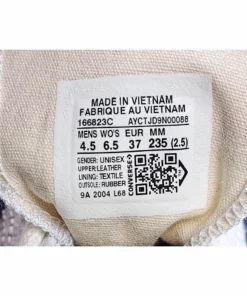 MADE IN VIETNAM
FABRIQUE AU VIETNAM
166823C AYCTJD9N00088
MENS WO'S EUR MM
4.5 6.5 37 235 (2.5)
GENDER: UNISEX
UPPER: LEATHER
LINING: TEXTILE
OUTSOLE: RUBBER
9A 2004 L68
CONVERSE